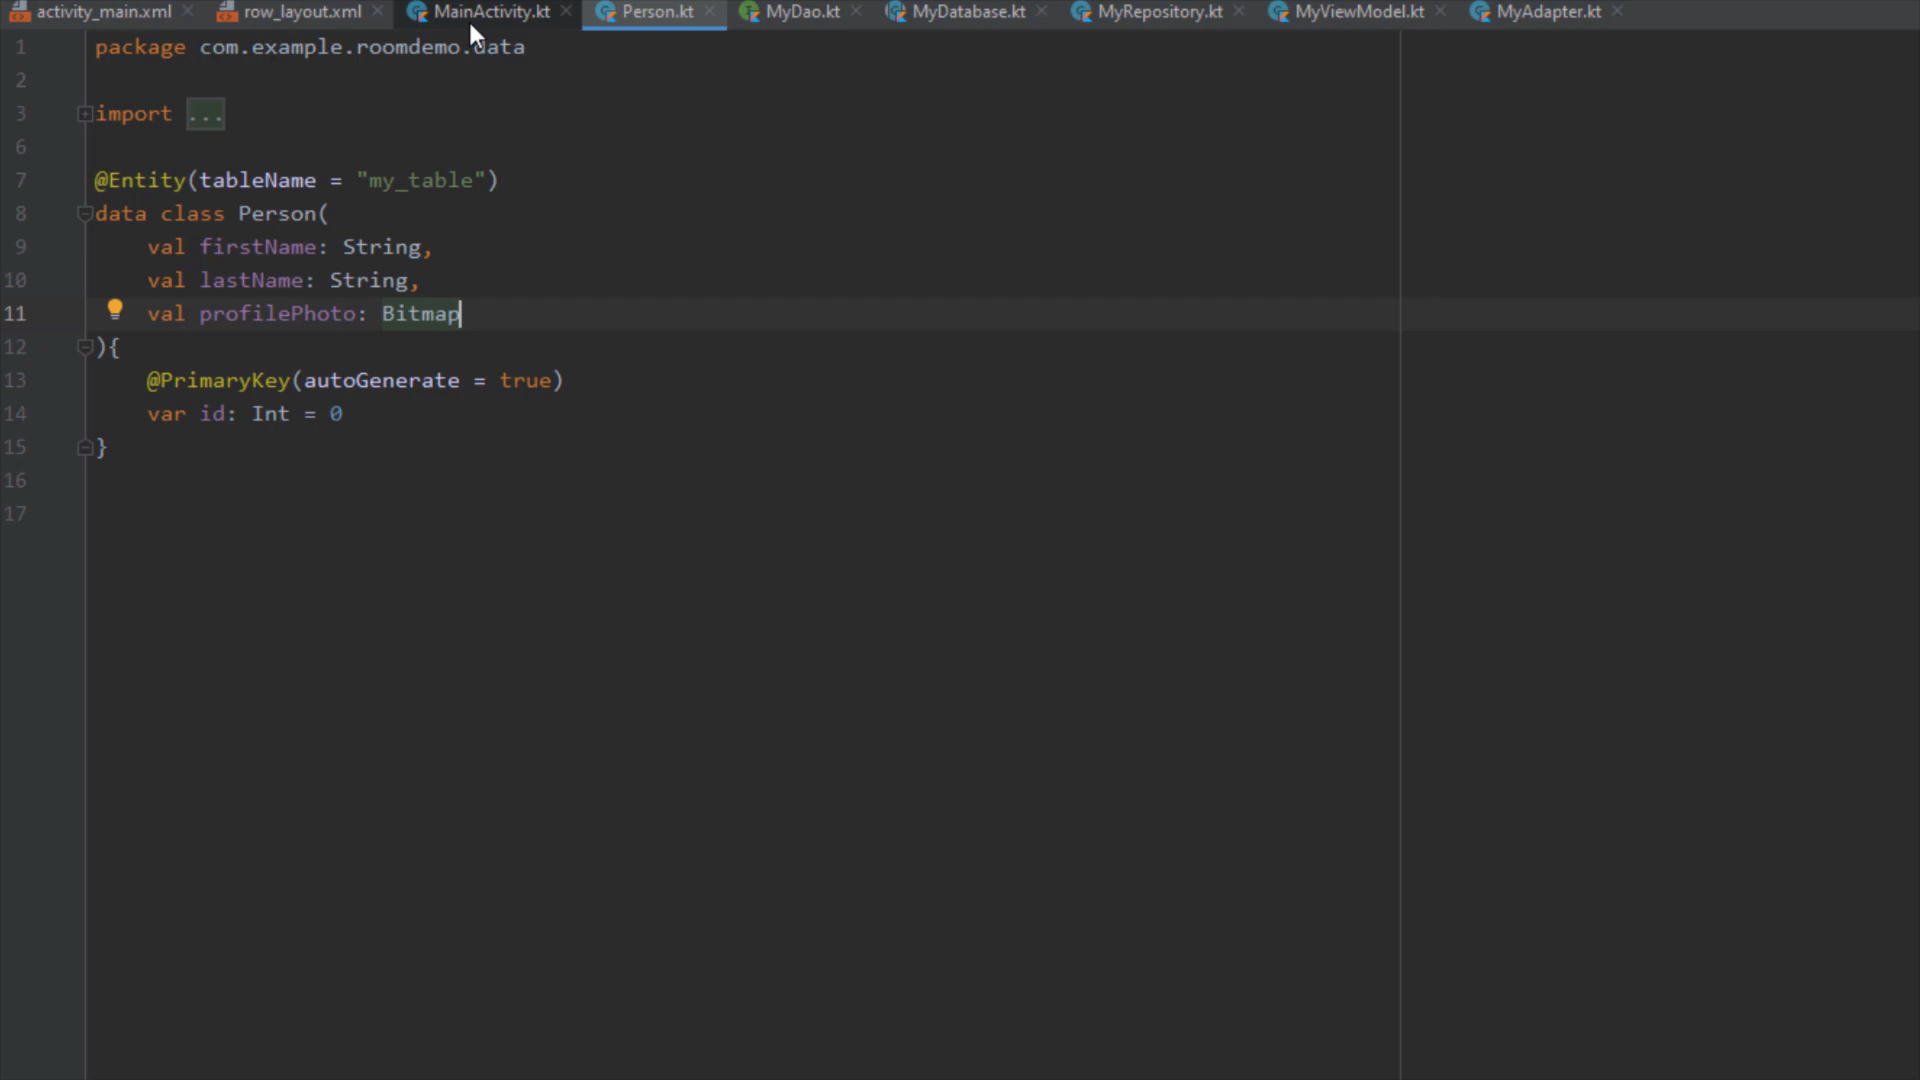 activity_main.xml row_layout.xml MainActivity.kt Person.kt MyDao.kt MyDatabase.kt MyRepository.kt MyViewModel.kt MyAdapter.kt
1 package com.example.roomdemo.data
2
3 import ...
6
7 @Entity(tableName = "my_table")
8 data class Person(
9 val firstName: String,
10 val lastName: String,
11 val profilePhoto: Bitmap
12 ){
13 @PrimaryKey(autoGenerate = true)
14 var id: Int = 0
15 }
16
17